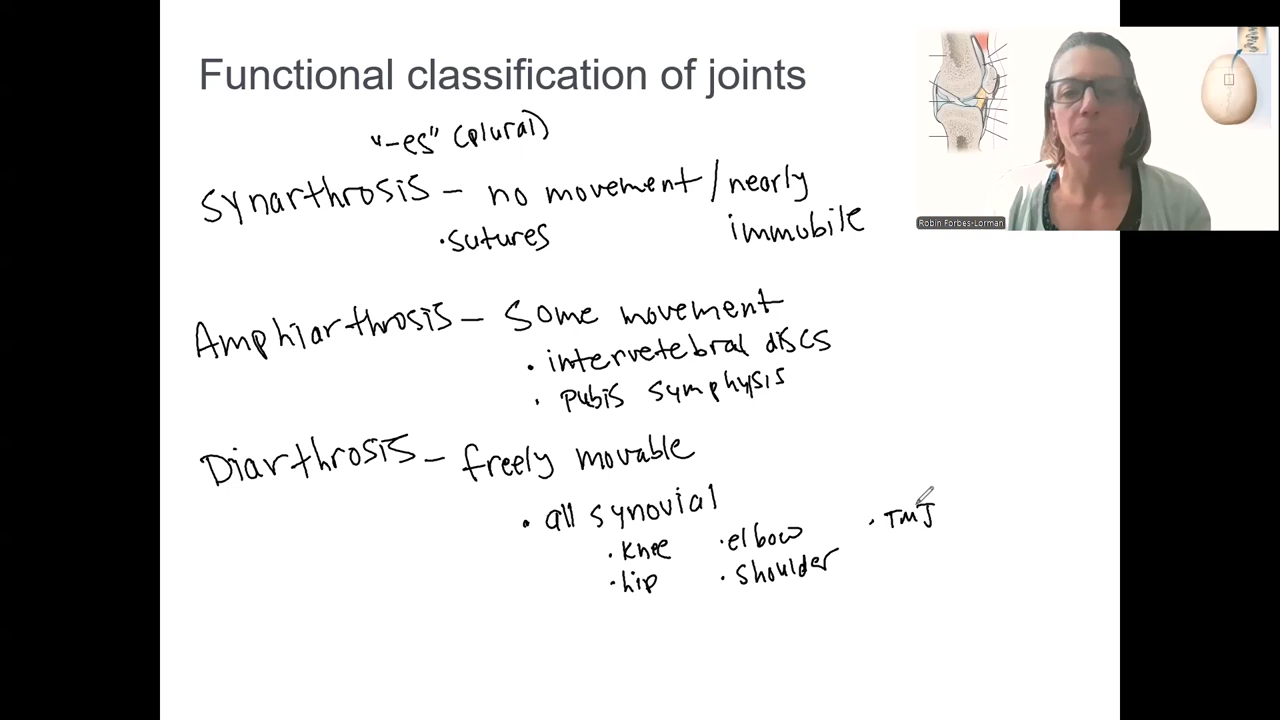 Functional classification of joints
"-es" (plural)
Synarthrosis - no movement/nearly
immobile
• sutures
Amphiarthrosis - some movement
• intervetebral discs
• pubis symphysis
Diarthrosis - freely movable
• all synovial
• knee • elbow • TMJ
• hip • shoulder
Robin Forbes-Lorman